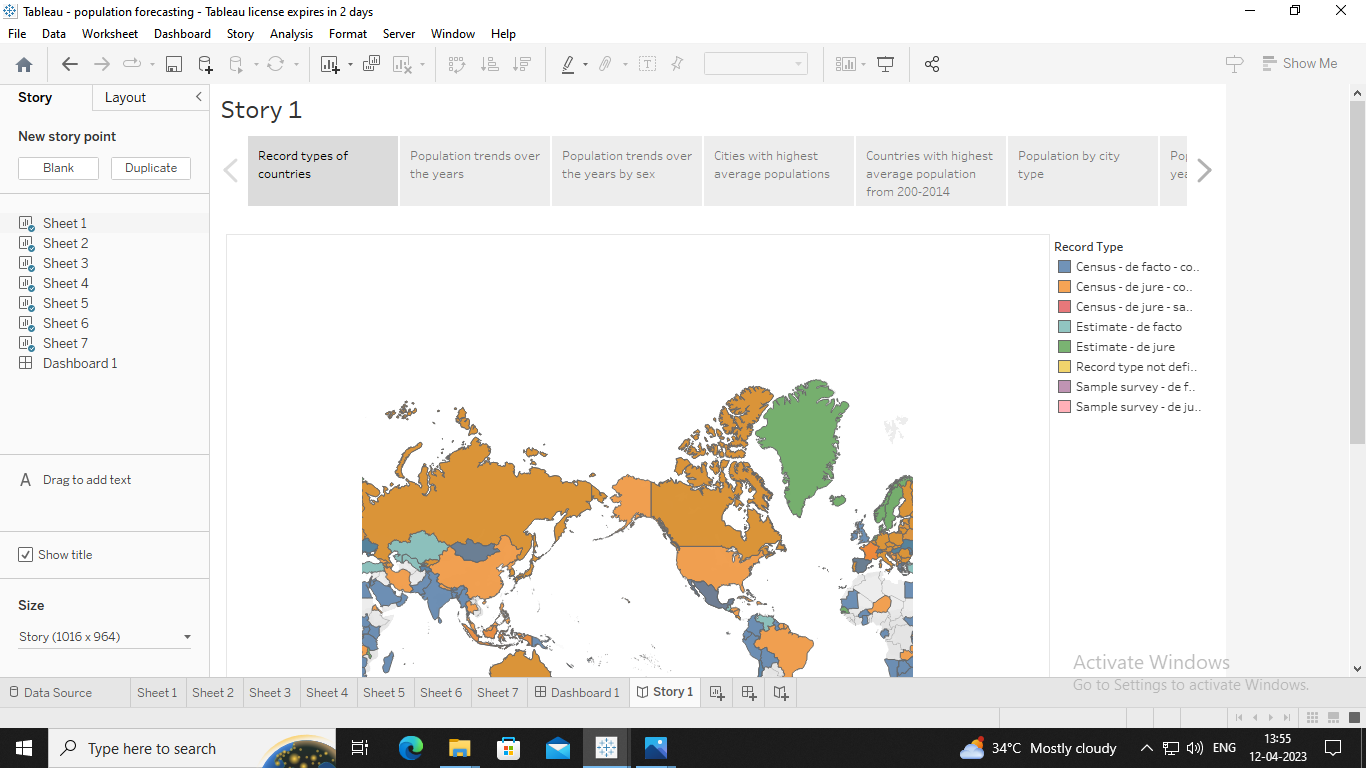 Tableau - population forecasting - Tableau license expires in 2 days
File Data Worksheet Dashboard Story Analysis Format Server Window Help
Show Me
Story Layout
New story point
Blank Duplicate
Sheet 1
Sheet 2
Sheet 3
Sheet 4
Sheet 5
Sheet 6
Sheet 7
Dashboard 1
A Drag to add text
Show title
Size
Story (1016 x 964)
Story 1
Record types of
countries
Population trends over
the years
Population trends over
the years by sex
Cities with highest
average populations
Countries with highest
average population
from 200-2014
Population by city
type
Record Type
Census - de facto - co..
Census - de jure - co..
Census - de jure - sa..
Estimate - de facto
Estimate - de jure
Record type not defi..
Sample survey - de f..
Sample survey - de ju..
Activate Windows
Go to Settings to activate Windows.
Data Source Sheet 1 Sheet 2 Sheet 3 Sheet 4 Sheet 5 Sheet 6 Sheet 7 Dashboard 1 Story 1
Type here to search
34°C Mostly cloudy
ENG
13:55
12-04-2023